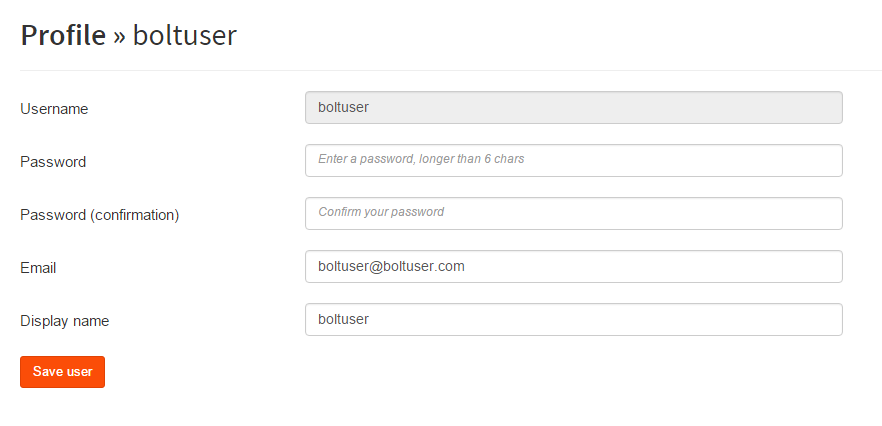 Profile » boltuser
Username boltuser
Password Enter a password, longer than 6 chars
Password (confirmation) Confirm your password
Email boltuser@boltuser.com
Display name boltuser
Save user